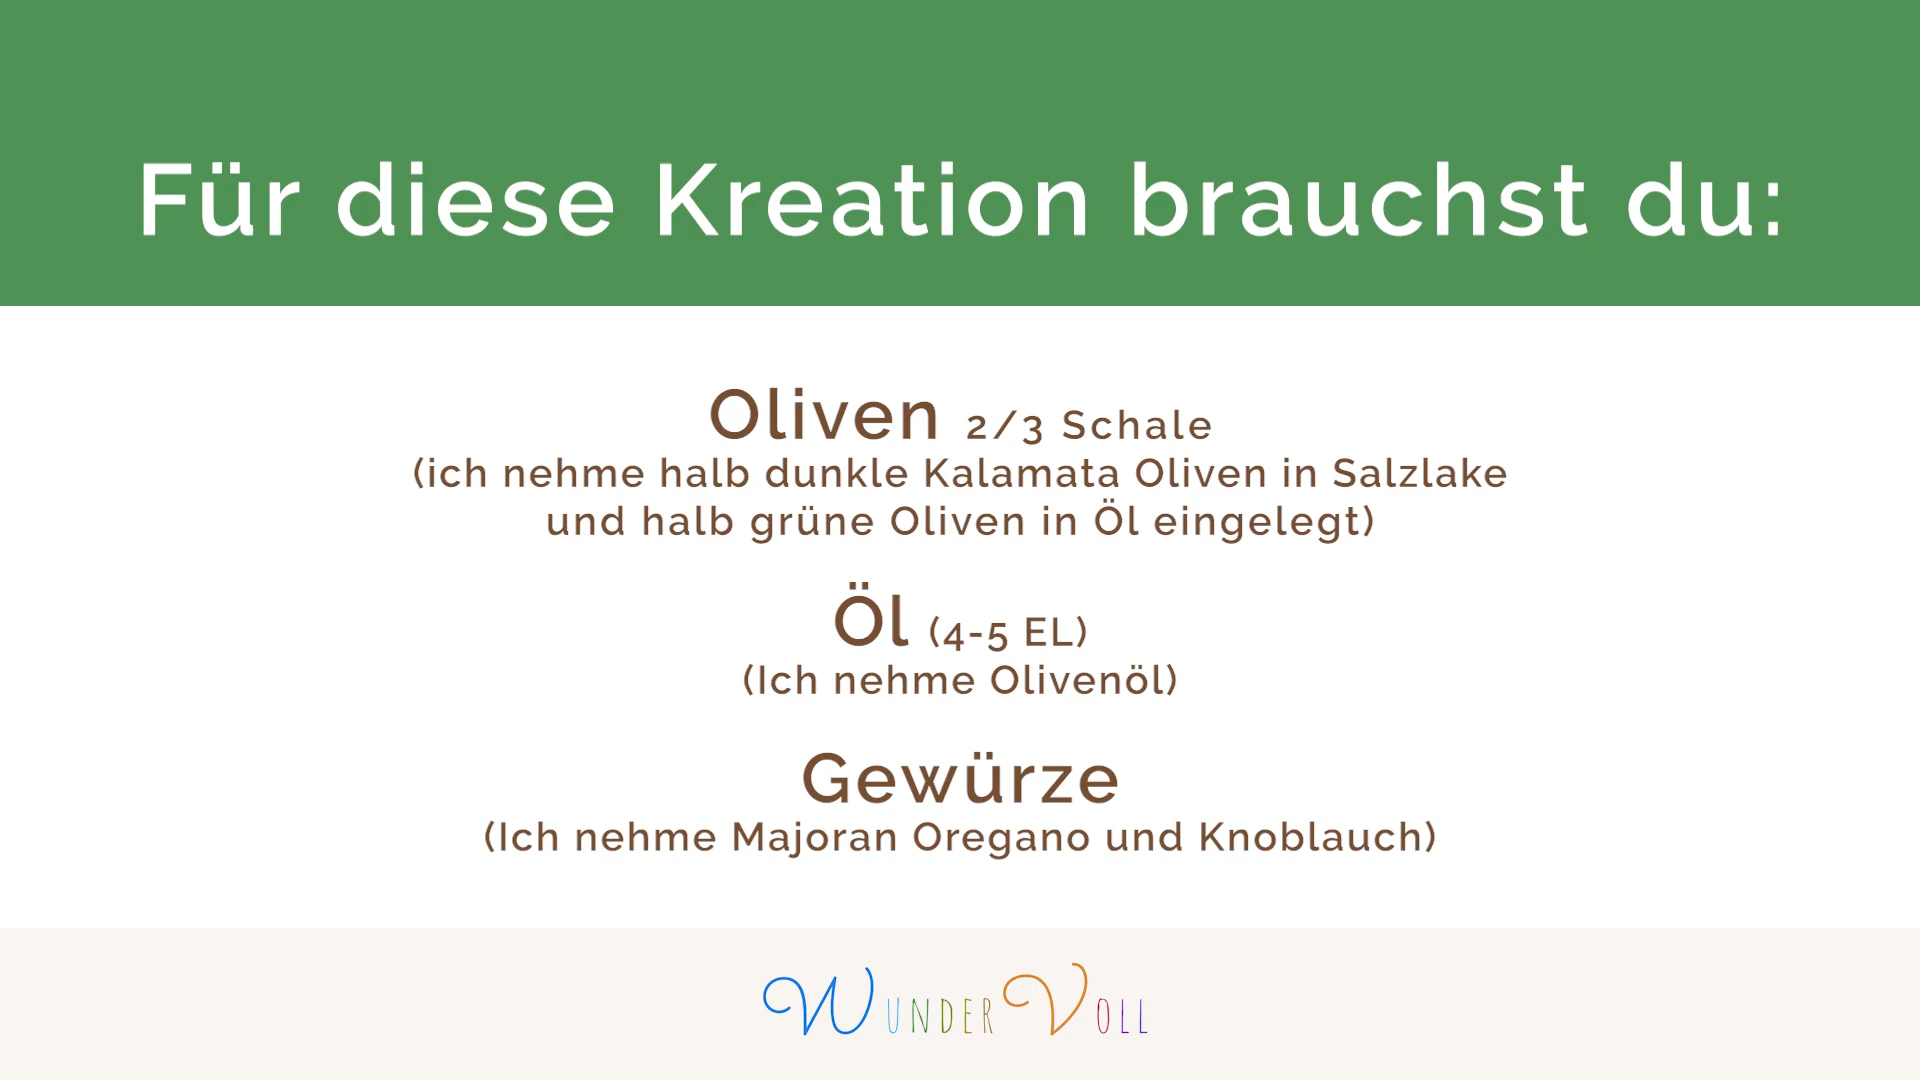 Für diese Kreation brauchst du:
Oliven 2/3 Schale
(ich nehme halb dunkle Kalamata Oliven in Salzlake
und halb grüne Oliven in Öl eingelegt)
Öl (4-5 EL)
(Ich nehme Olivenöl)
Gewürze
(Ich nehme Majoran Oregano und Knoblauch)
WUNDERVOLL